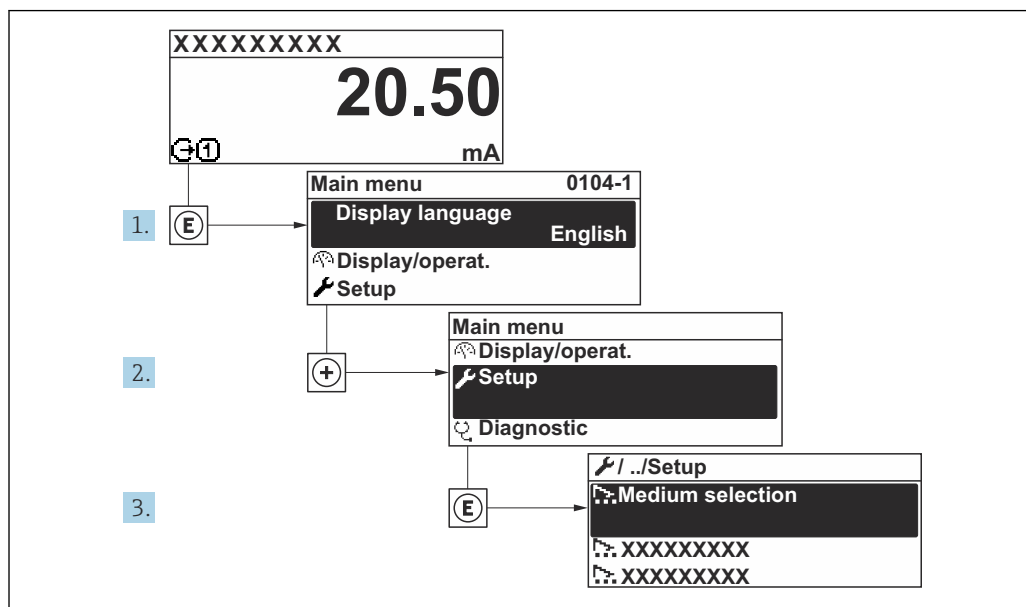 XXXXXXXXX
20.50
① mA
Main menu 0104-1
1. E Display language
English
Display/operat.
Setup
Main menu
Display/operat.
2. + Setup
Diagnostic
/ ../Setup
3. E Medium selection
XXXXXXXXX
XXXXXXXXX